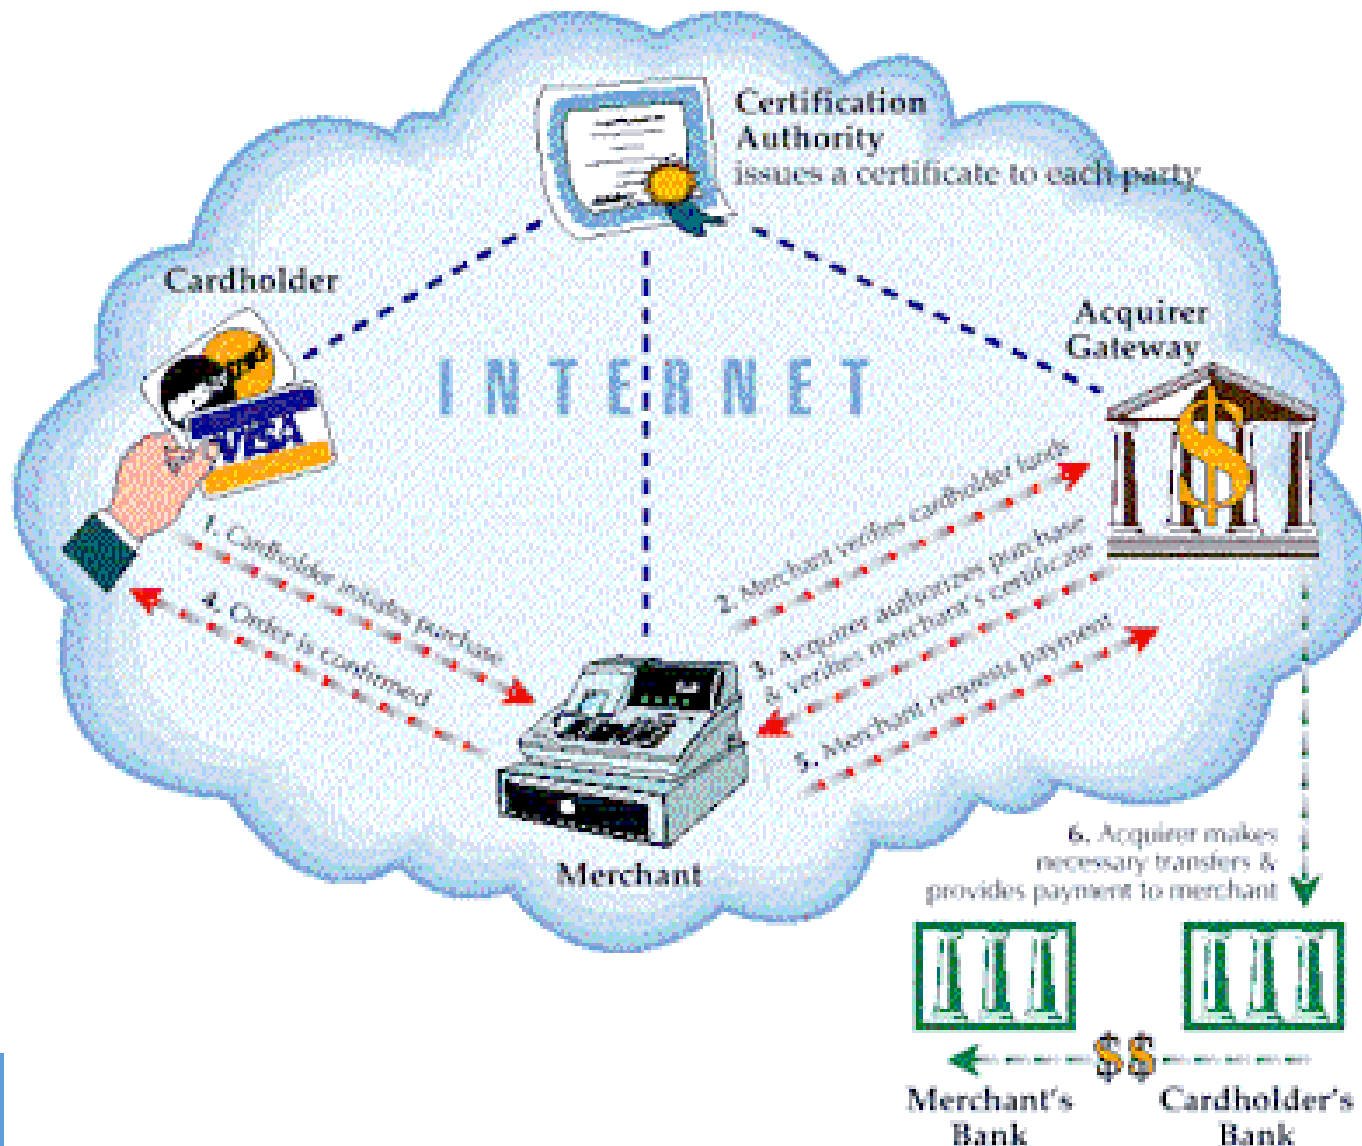 Certification
Authority
issues a certificate to each party
Cardholder
Acquirer
Gateway
INTERNET
VISA
1. Cardholder initiates purchase
4. Order is confirmed
2. Merchant verifies cardholder funds
3. Acquirer authorizes purchase
& verifies merchant's certificate
5. Merchant requests payment
Merchant
6. Acquirer makes
necessary transfers &
provides payment to merchant
$$
Merchant's
Bank
Cardholder's
Bank